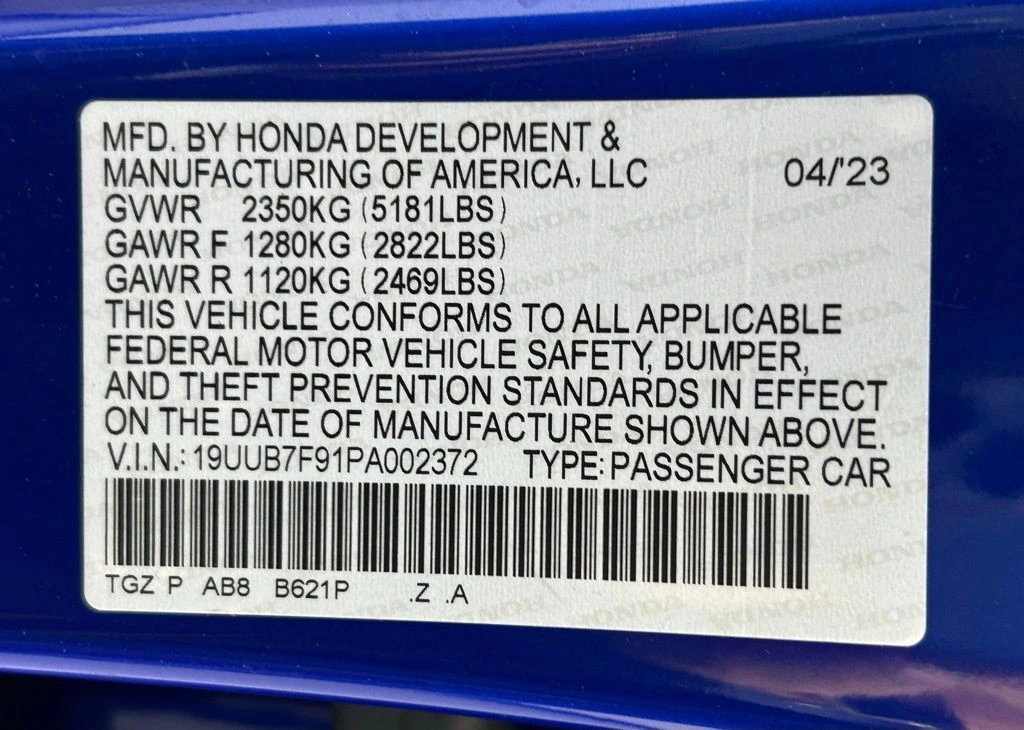 MFD. BY HONDA DEVELOPMENT &
MANUFACTURING OF AMERICA, LLC 04/'23
GVWR 2350KG (5181LBS)
GAWR F 1280KG (2822LBS)
GAWR R 1120KG (2469LBS)
THIS VEHICLE CONFORMS TO ALL APPLICABLE
FEDERAL MOTOR VEHICLE SAFETY, BUMPER,
AND THEFT PREVENTION STANDARDS IN EFFECT
ON THE DATE OF MANUFACTURE SHOWN ABOVE.
V.I.N.: 19UUB7F91PA002372 TYPE: PASSENGER CAR
TGZ P AB8 B621P .Z .A